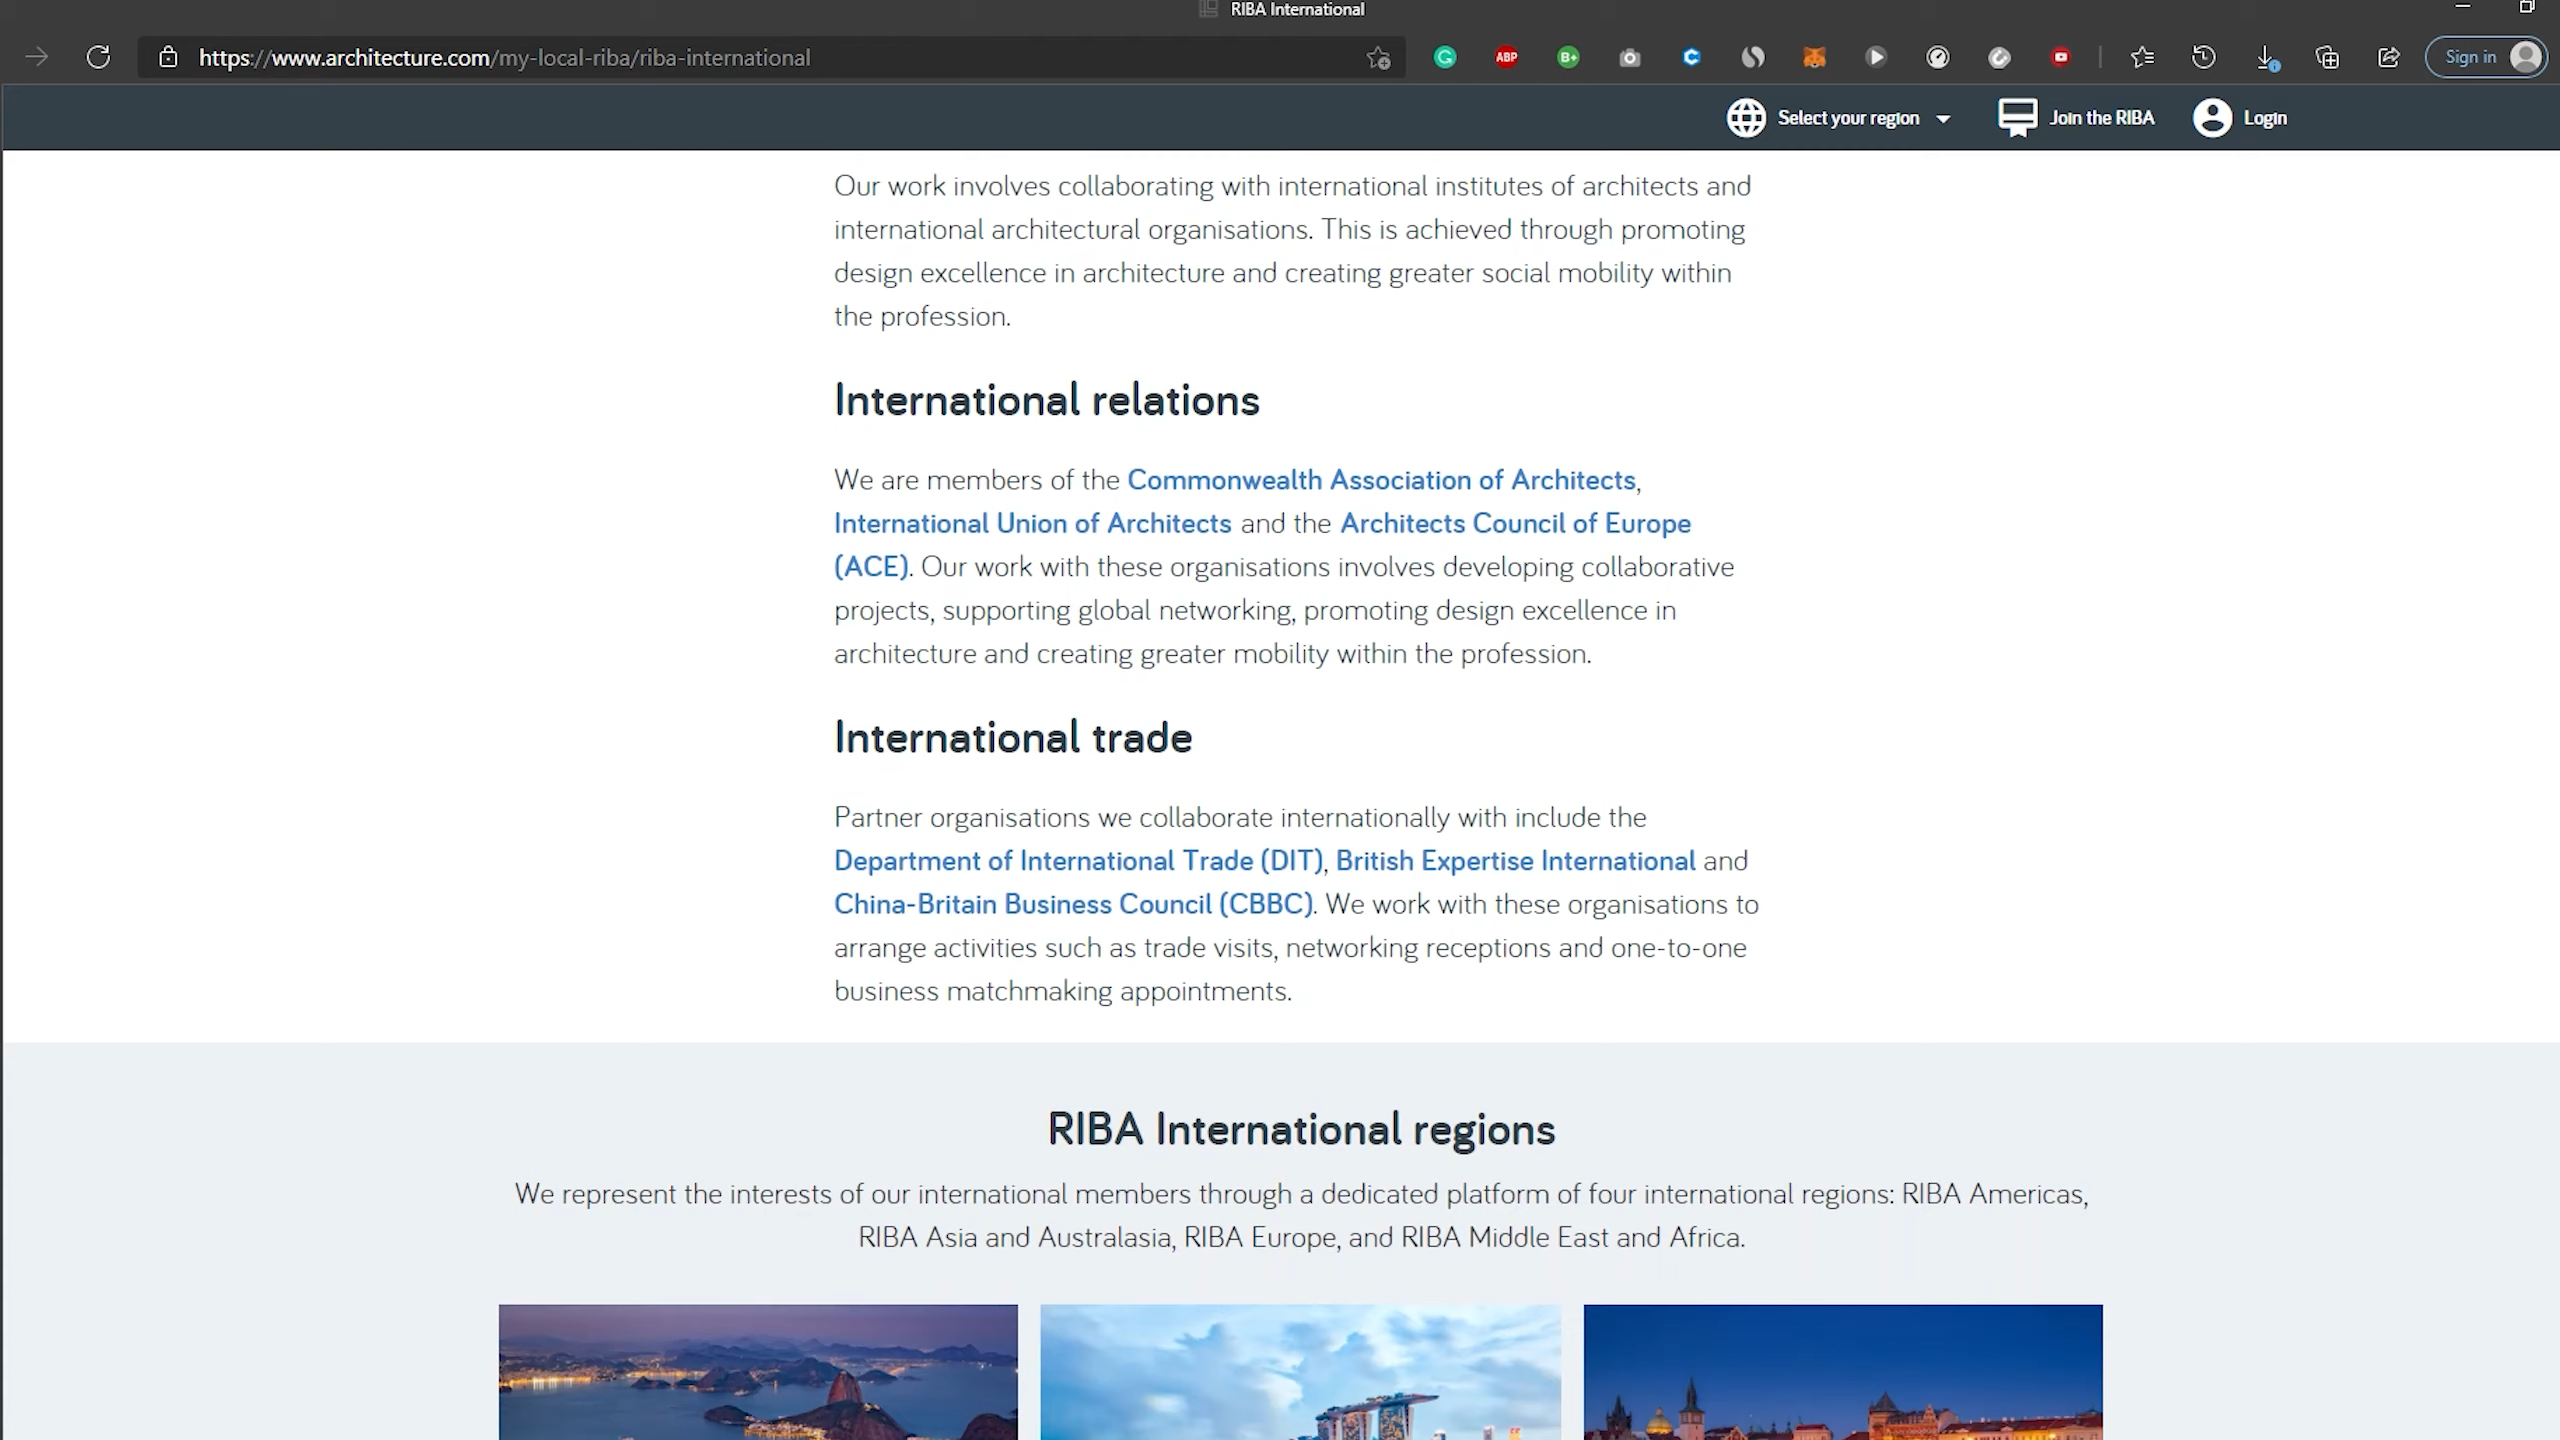 RIBA International
https://www.architecture.com/my-local-riba/riba-international
ABP
B+
Sign in
Select your region
Join the RIBA
Login
Our work involves collaborating with international institutes of architects and
international architectural organisations. This is achieved through promoting
design excellence in architecture and creating greater social mobility within
the profession.
International relations
We are members of the Commonwealth Association of Architects,
International Union of Architects and the Architects Council of Europe
(ACE). Our work with these organisations involves developing collaborative
projects, supporting global networking, promoting design excellence in
architecture and creating greater mobility within the profession.
International trade
Partner organisations we collaborate internationally with include the
Department of International Trade (DIT), British Expertise International and
China-Britain Business Council (CBBC). We work with these organisations to
arrange activities such as trade visits, networking receptions and one-to-one
business matchmaking appointments.
RIBA International regions
We represent the interests of our international members through a dedicated platform of four international regions: RIBA Americas,
RIBA Asia and Australasia, RIBA Europe, and RIBA Middle East and Africa.